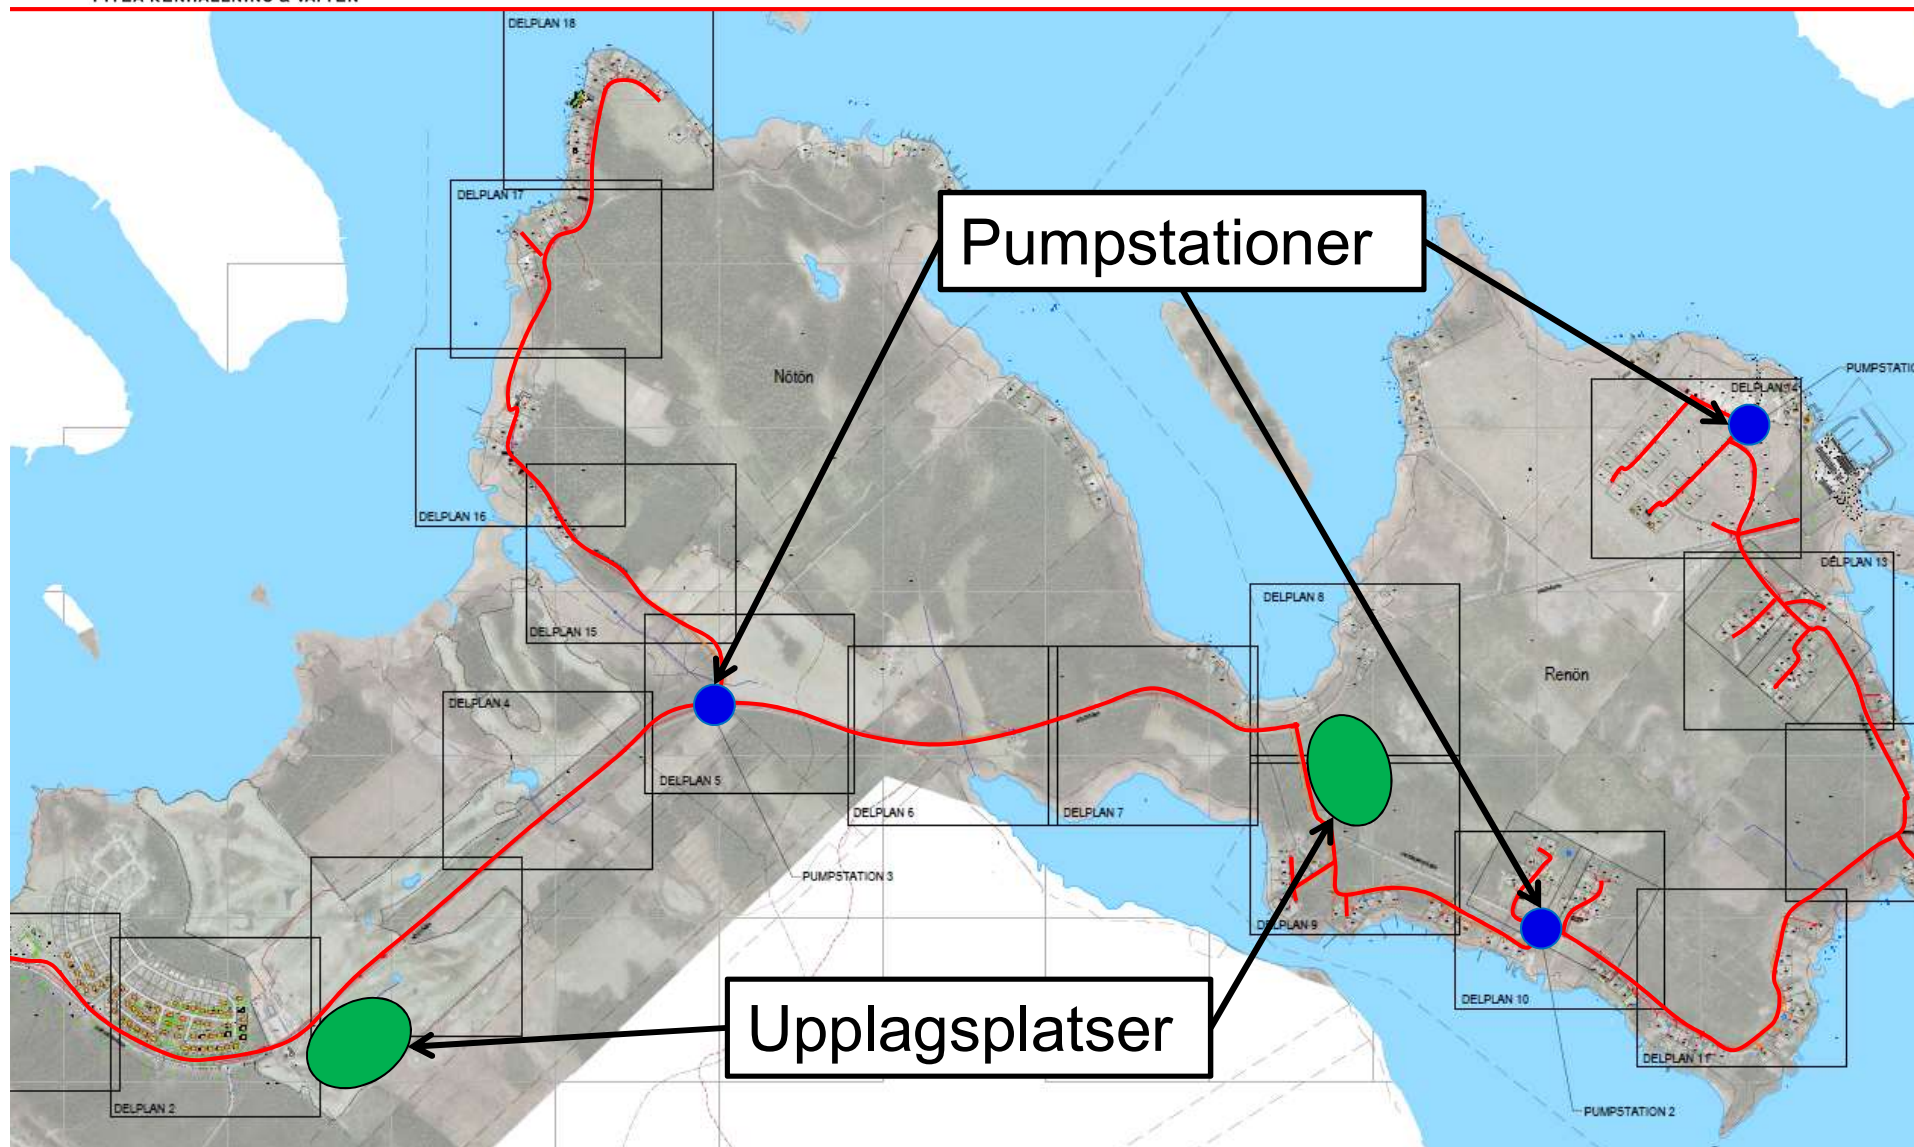 DELPLAN 18
DELPLAN 17
Pumpstationer
Nötön
PUMPSTATIO
DELPLAN 14
DELPLAN 16
DELPLAN 13
DELPLAN 8
DELPLAN 15
Renön
DELPLAN 4
DELPLAN 5
DELPLAN 6
DELPLAN 7
PUMPSTATION 3
DELPLAN 9
DELPLAN 10
Upplagsplatser
DELPLAN 11
DELPLAN 2
PUMPSTATION 2